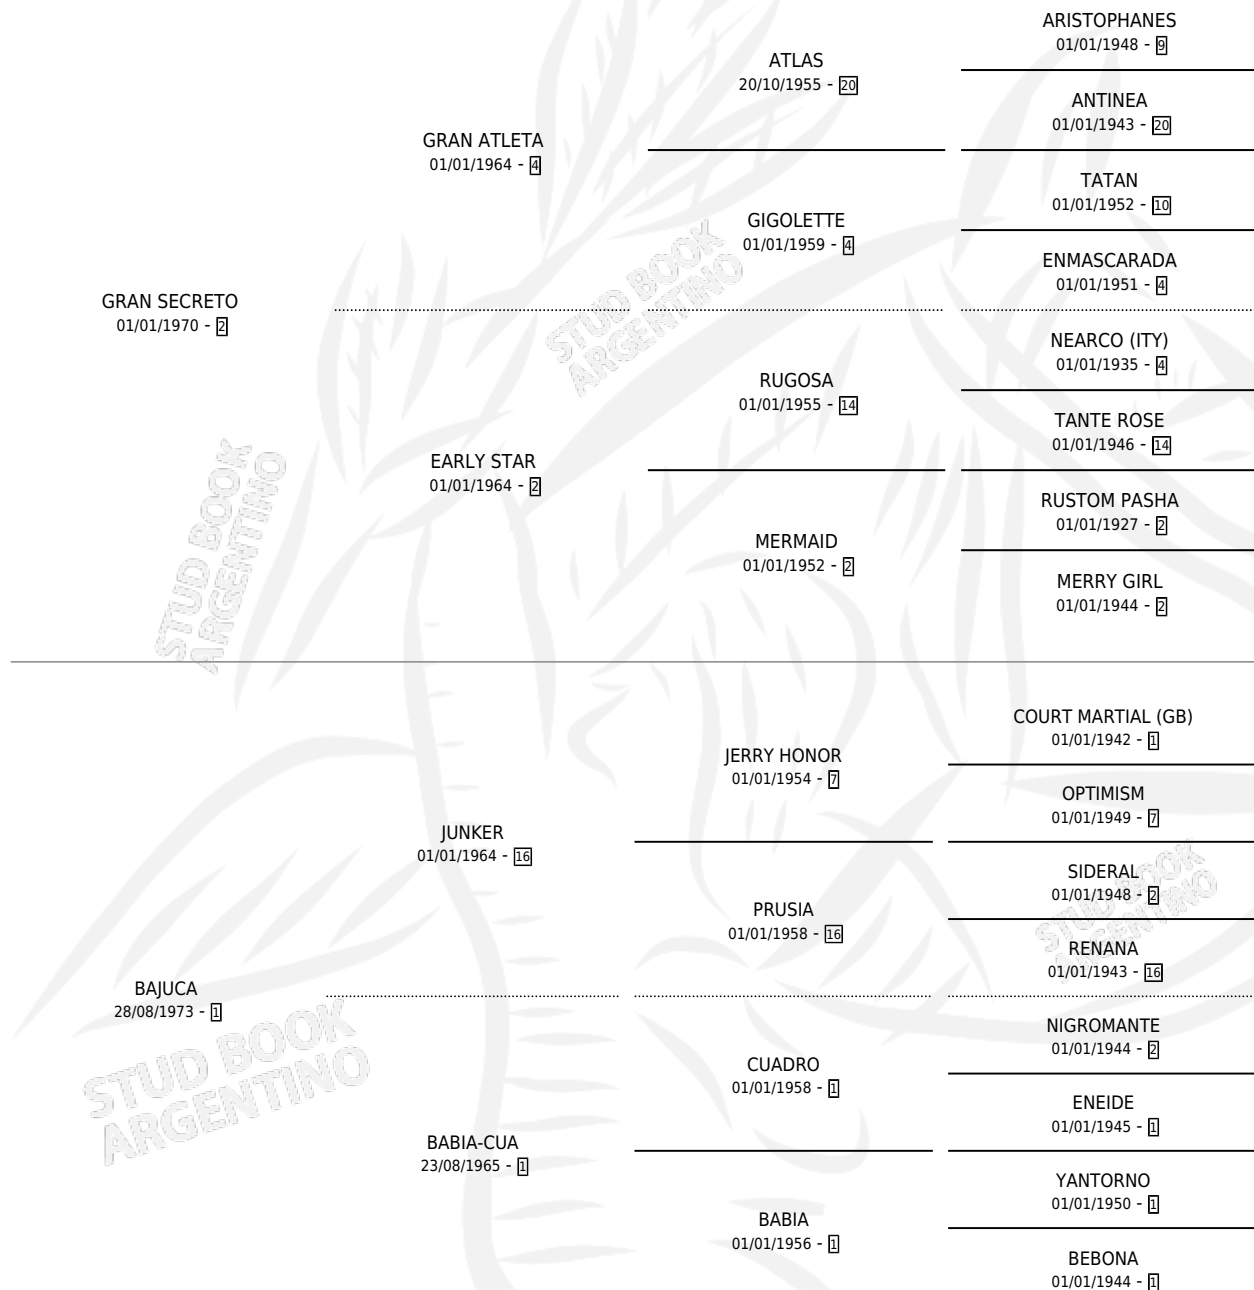 ARISTOPHANES
01/01/1948 - 9
ATLAS
20/10/1955 - 20
ANTINEA
01/01/1943 - 20
GRAN ATLETA
01/01/1964 - 4
TATAN
01/01/1952 - 10
GIGOLETTE
01/01/1959 - 4
ENMASCARADA
01/01/1951 - 4
GRAN SECRETO
01/01/1970 - 2
NEARCO (ITY)
01/01/1935 - 4
RUGOSA
01/01/1955 - 14
TANTE ROSE
01/01/1946 - 14
EARLY STAR
01/01/1964 - 2
RUSTOM PASHA
01/01/1927 - 2
MERMAID
01/01/1952 - 2
MERRY GIRL
01/01/1944 - 2
COURT MARTIAL (GB)
01/01/1942 - 1
JERRY HONOR
01/01/1954 - 7
OPTIMISM
01/01/1949 - 7
JUNKER
01/01/1964 - 16
SIDERAL
01/01/1948 - 2
PRUSIA
01/01/1958 - 16
RENANA
01/01/1943 - 16
BAJUCA
28/08/1973 - 1
NIGROMANTE
01/01/1944 - 2
CUADRO
01/01/1958 - 1
ENEIDE
01/01/1945 - 1
BABIA-CUA
23/08/1965 - 1
YANTORNO
01/01/1950 - 1
BABIA
01/01/1956 - 1
BEBONA
01/01/1944 - 1
STUD BOOK
ARGENTINO
STUD BOOK
ARGENTINO
STUD BOOK
ARGENTINO
STUD BOOK
ARGENTINO